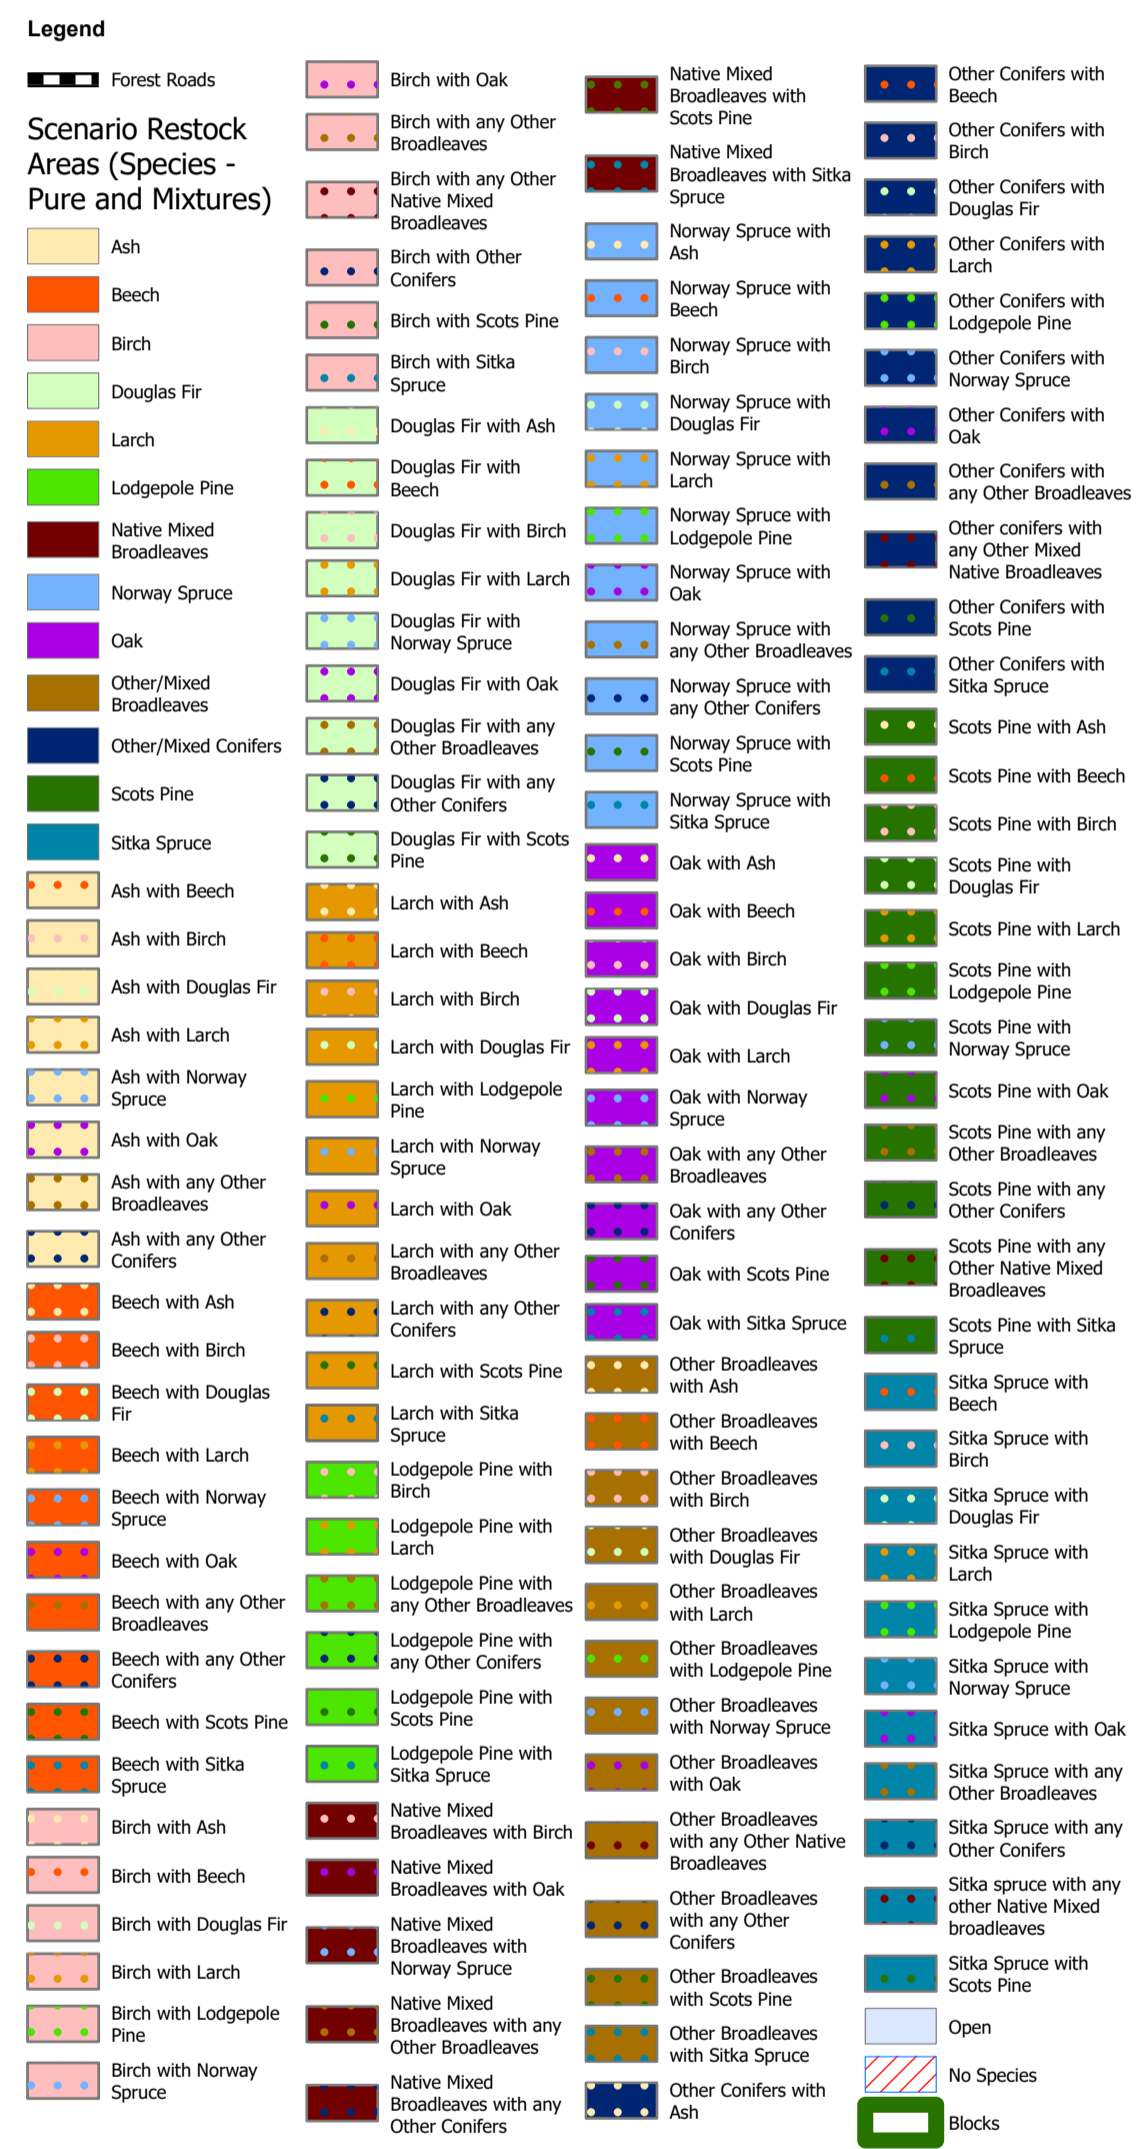 Legend
Forest Roads
Scenario Restock
Areas (Species -
Pure and Mixtures)
Ash
Beech
Birch
Douglas Fir
Larch
Lodgepole Pine
Native Mixed
Broadleaves
Norway Spruce
Oak
Other/Mixed
Broadleaves
Other/Mixed Conifers
Scots Pine
Sitka Spruce
Ash with Beech
Ash with Birch
Ash with Douglas Fir
Ash with Larch
Ash with Norway
Spruce
Ash with Oak
Ash with any Other
Broadleaves
Ash with any Other
Conifers
Beech with Ash
Beech with Birch
Beech with Douglas
Fir
Beech with Larch
Beech with Norway
Spruce
Beech with Oak
Beech with any Other
Broadleaves
Beech with any Other
Conifers
Beech with Scots Pine
Beech with Sitka
Spruce
Birch with Ash
Birch with Beech
Birch with Douglas Fir
Birch with Larch
Birch with Lodgepole
Pine
Birch with Norway
Spruce
Birch with Oak
Birch with any Other
Broadleaves
Birch with any Other
Native Mixed
Broadleaves
Birch with Other
Conifers
Birch with Scots Pine
Birch with Sitka
Spruce
Douglas Fir with Ash
Douglas Fir with
Beech
Douglas Fir with Birch
Douglas Fir with Larch
Douglas Fir with
Norway Spruce
Douglas Fir with Oak
Douglas Fir with any
Other Broadleaves
Douglas Fir with any
Other Conifers
Douglas Fir with Scots
Pine
Larch with Ash
Larch with Beech
Larch with Birch
Larch with Douglas Fir
Larch with Lodgepole
Pine
Larch with Norway
Spruce
Larch with Oak
Larch with any Other
Broadleaves
Larch with any Other
Conifers
Larch with Scots Pine
Larch with Sitka
Spruce
Lodgepole Pine with
Birch
Lodgepole Pine with
Larch
Lodgepole Pine with
any Other Broadleaves
Lodgepole Pine with
any Other Conifers
Lodgepole Pine with
Scots Pine
Lodgepole Pine with
Sitka Spruce
Native Mixed
Broadleaves with Birch
Native Mixed
Broadleaves with Oak
Native Mixed
Broadleaves with
Norway Spruce
Native Mixed
Broadleaves with any
Other Broadleaves
Native Mixed
Broadleaves with any
Other Conifers
Native Mixed
Broadleaves with
Scots Pine
Native Mixed
Broadleaves with Sitka
Spruce
Norway Spruce with
Ash
Norway Spruce with
Beech
Norway Spruce with
Birch
Norway Spruce with
Douglas Fir
Norway Spruce with
Larch
Norway Spruce with
Lodgepole Pine
Norway Spruce with
Oak
Norway Spruce with
any Other Broadleaves
Norway Spruce with
any Other Conifers
Norway Spruce with
Scots Pine
Norway Spruce with
Sitka Spruce
Oak with Ash
Oak with Beech
Oak with Birch
Oak with Douglas Fir
Oak with Larch
Oak with Norway
Spruce
Oak with any Other
Broadleaves
Oak with any Other
Conifers
Oak with Scots Pine
Oak with Sitka Spruce
Other Broadleaves
with Ash
Other Broadleaves
with Beech
Other Broadleaves
with Birch
Other Broadleaves
with Douglas Fir
Other Broadleaves
with Larch
Other Broadleaves
with Lodgepole Pine
Other Broadleaves
with Norway Spruce
Other Broadleaves
with Oak
Other Broadleaves
with any Other Native
Broadleaves
Other Broadleaves
with any Other
Conifers
Other Broadleaves
with Scots Pine
Other Broadleaves
with Sitka Spruce
Other Conifers with
Ash
Other Conifers with
Beech
Other Conifers with
Birch
Other Conifers with
Douglas Fir
Other Conifers with
Larch
Other Conifers with
Lodgepole Pine
Other Conifers with
Norway Spruce
Other Conifers with
Oak
Other Conifers with
any Other Broadleaves
Other conifers with
any Other Mixed
Native Broadleaves
Other Conifers with
Scots Pine
Other Conifers with
Sitka Spruce
Scots Pine with Ash
Scots Pine with Beech
Scots Pine with Birch
Scots Pine with
Douglas Fir
Scots Pine with Larch
Scots Pine with
Lodgepole Pine
Scots Pine with
Norway Spruce
Scots Pine with Oak
Scots Pine with any
Other Broadleaves
Scots Pine with any
Other Conifers
Scots Pine with any
Other Native Mixed
Broadleaves
Scots Pine with Sitka
Spruce
Sitka Spruce with
Beech
Sitka Spruce with
Birch
Sitka Spruce with
Douglas Fir
Sitka Spruce with
Larch
Sitka Spruce with
Lodgepole Pine
Sitka Spruce with
Norway Spruce
Sitka Spruce with Oak
Sitka Spruce with any
Other Broadleaves
Sitka Spruce with any
Other Conifers
Sitka spruce with any
other Native Mixed
broadleaves
Sitka Spruce with
Scots Pine
Open
No Species
Blocks